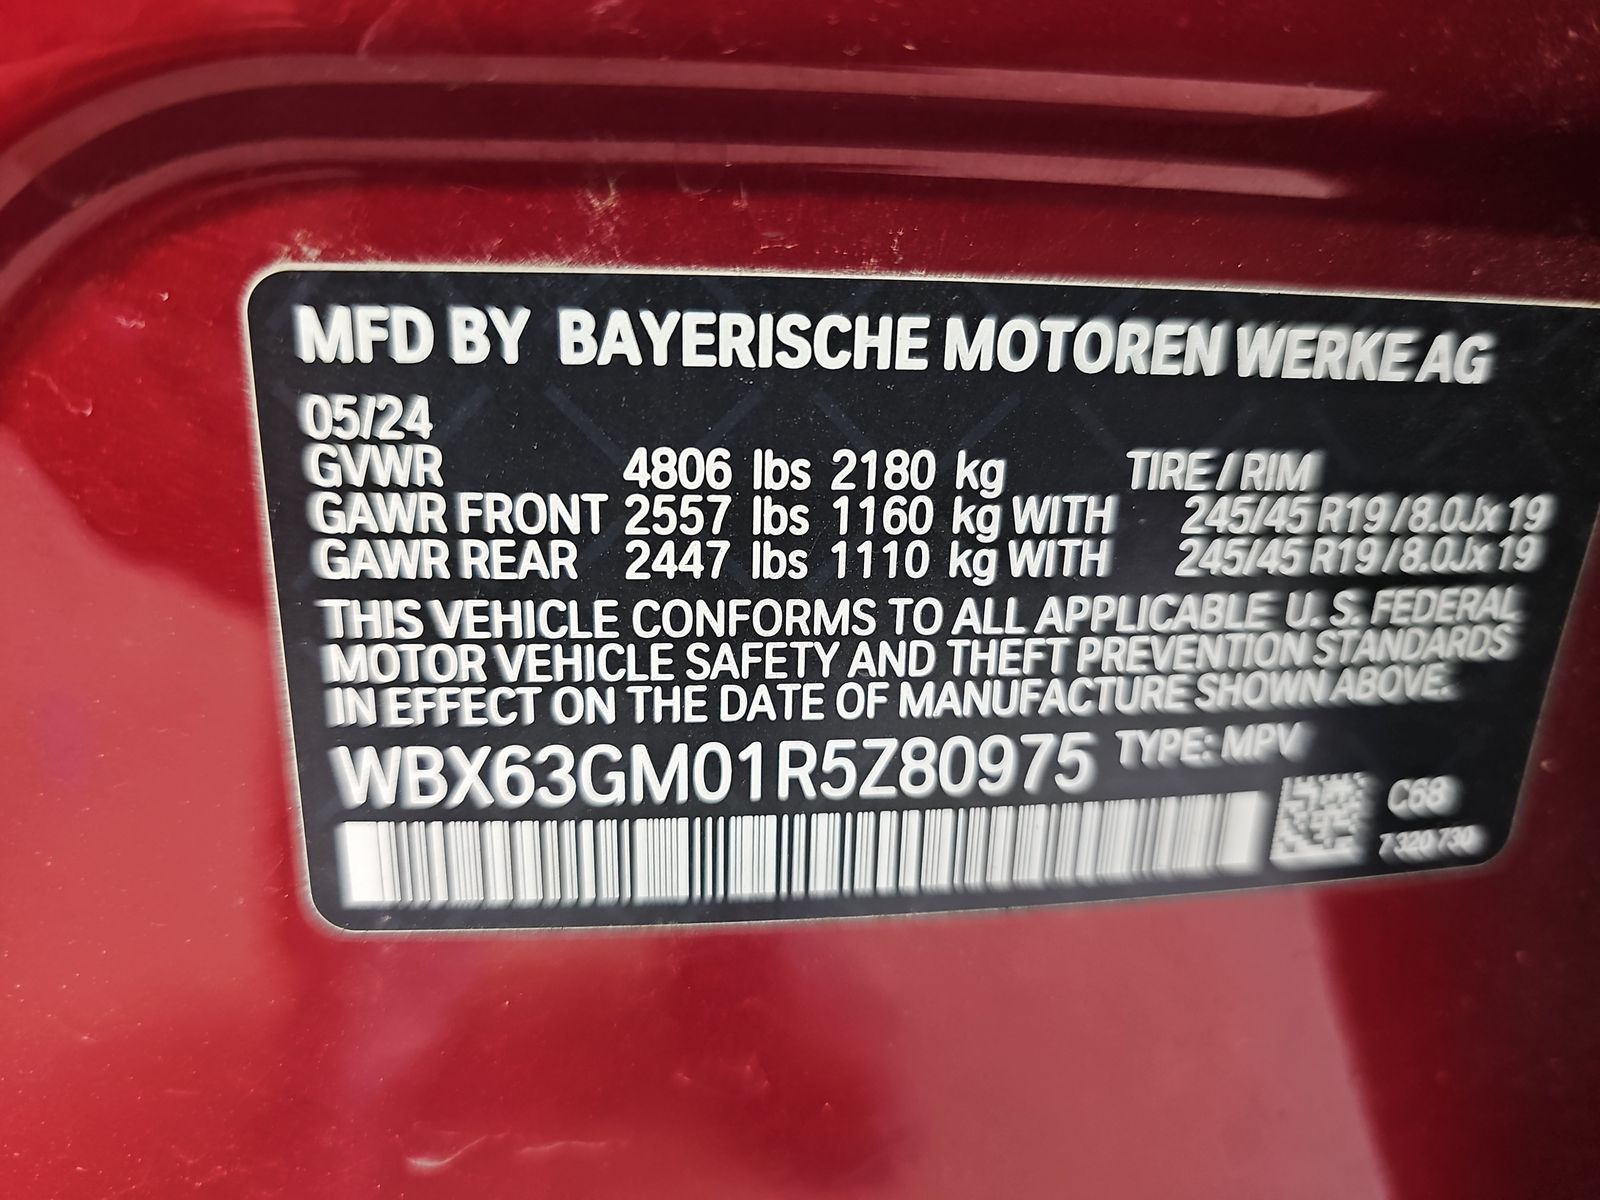 MFD BY BAYERISCHE MOTOREN WERKE AG
05/24
GVWR 4806 lbs 2180 kg TIRE / RIM
GAWR FRONT 2557 lbs 1160 kg WITH 245/45 R19 / 8.0Jx19
GAWR REAR 2447 lbs 1110 kg WITH 245/45 R19 / 8.0Jx19
THIS VEHICLE CONFORMS TO ALL APPLICABLE U. S. FEDERAL
MOTOR VEHICLE SAFETY AND THEFT PREVENTION STANDARDS
IN EFFECT ON THE DATE OF MANUFACTURE SHOWN ABOVE.
WBX63GM01R5Z80975 TYPE: MPV
C68
7 320 730